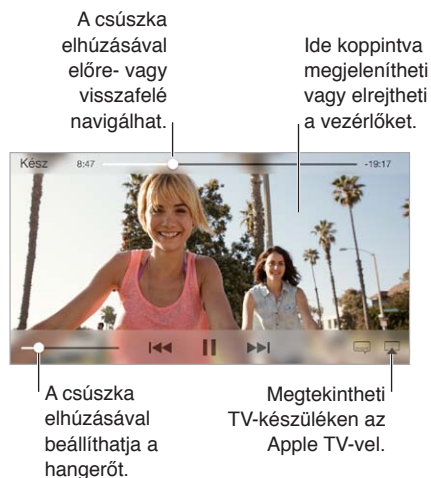 A csúszka
elhúzásával
előre- vagy
visszafelé
navigálhat.
Ide koppintva
megjelenítheti
vagy elrejtheti
a vezérlőket.
Kész 8:47 -19:17
A csúszka
elhúzásával
beállíthatja a
hangerőt.
Megtekintheti
TV-készüléken az
Apple TV-vel.